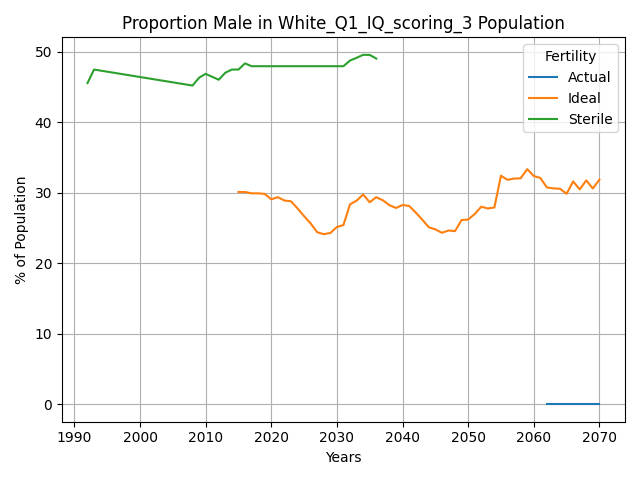 Proportion Male in White_Q1_IQ_scoring_3 Population
% of Population
50
40
30
20
10
0
Fertility
Actual
Ideal
Sterile
1990 2000 2010 2020 2030 2040 2050 2060 2070
Years